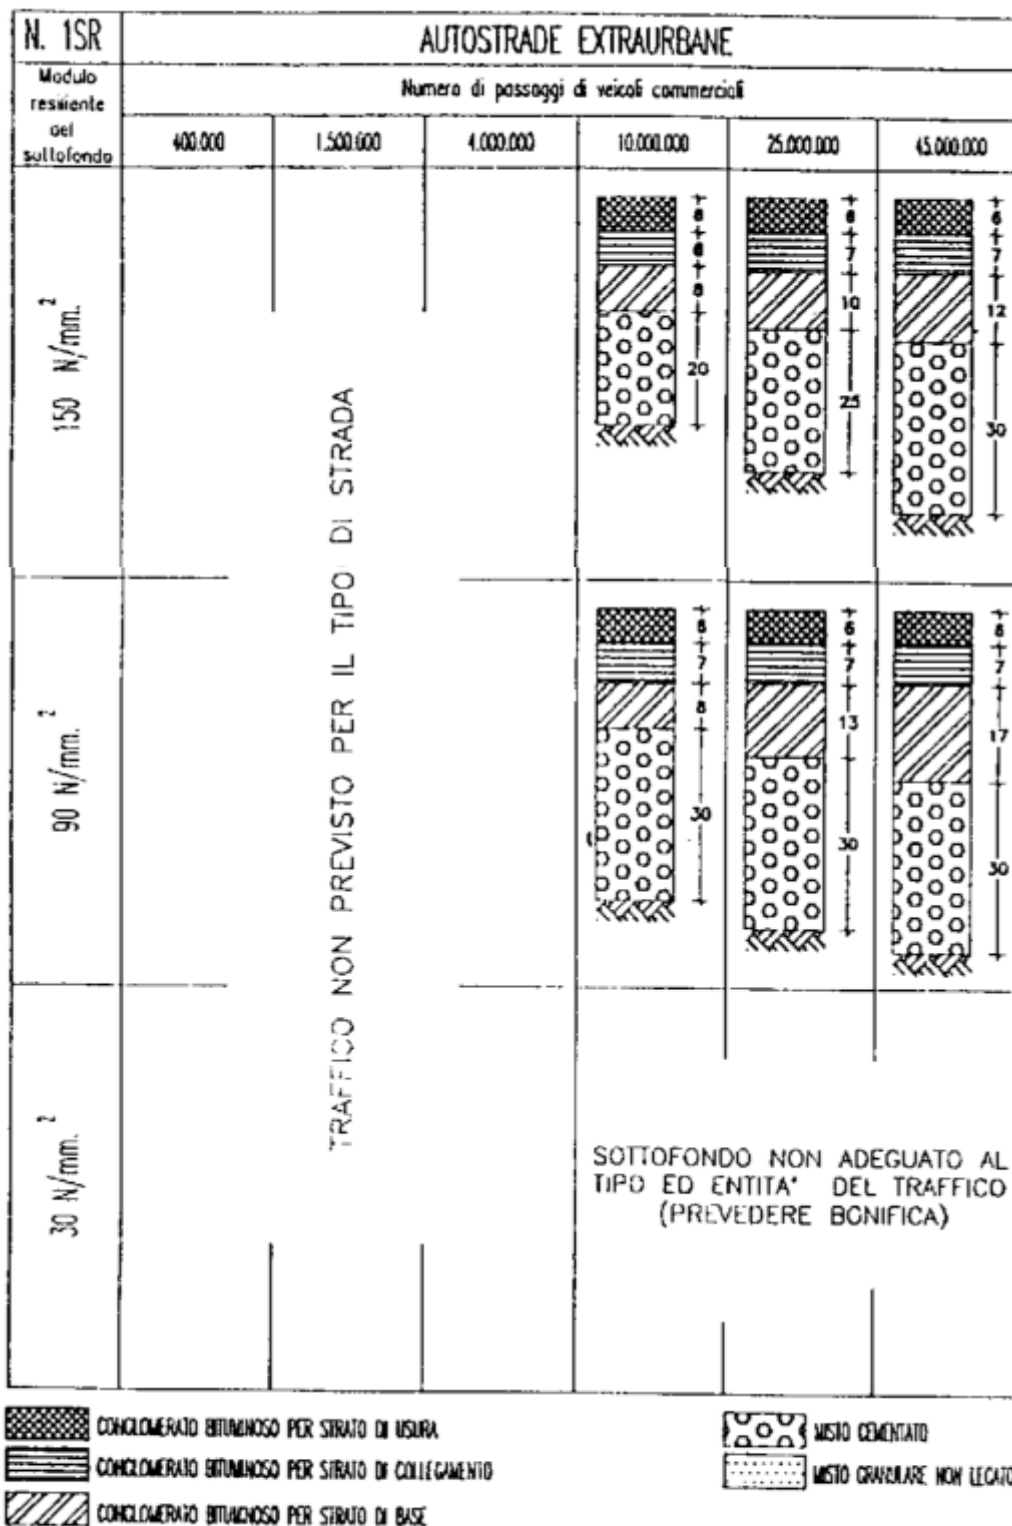 N. 1SR
AUTOSTRADE EXTRAURBANE
Modulo
resiliente
del
sottofondo
Numero di passaggi di veicoli commerciali
400.000
1.500.000
4.000.000
10.000.000
25.000.000
45.000.000
150 N/mm.²
6
6
8
20
6
7
10
25
6
7
12
30
TRAFFICO NON PREVISTO PER IL TIPO DI STRADA
90 N/mm.²
6
7
8
30
6
7
13
30
6
7
17
30
30 N/mm.²
SOTTOFONDO NON ADEGUATO AL
TIPO ED ENTITA' DEL TRAFFICO
(PREVEDERE BONIFICA)
CONGLOMERATO BITUMINOSO PER STRATO DI USURA
CONGLOMERATO BITUMINOSO PER STRATO DI COLLEGAMENTO
CONGLOMERATO BITUMINOSO PER STRATO DI BASE
MISTO CEMENTATO
MISTO GRANULARE NON LEGATO